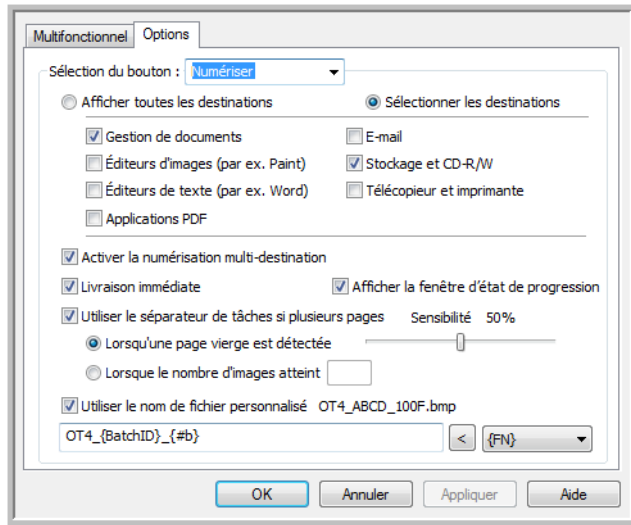 Multifonctionnel Options
Sélection du bouton : Numériser
Afficher toutes les destinations Sélectionner les destinations
Gestion de documents E-mail
Éditeurs d'images (par ex. Paint) Stockage et CD-R/W
Éditeurs de texte (par ex. Word) Télécopieur et imprimante
Applications PDF
Activer la numérisation multi-destination
Livraison immédiate Afficher la fenêtre d'état de progression
Utiliser le séparateur de tâches si plusieurs pages Sensibilité 50%
Lorsqu'une page vierge est détectée
Lorsque le nombre d'images atteint
Utiliser le nom de fichier personnalisé OT4_ABCD_100F.bmp
OT4_{BatchID}_{#b} < {FN}
OK Annuler Appliquer Aide